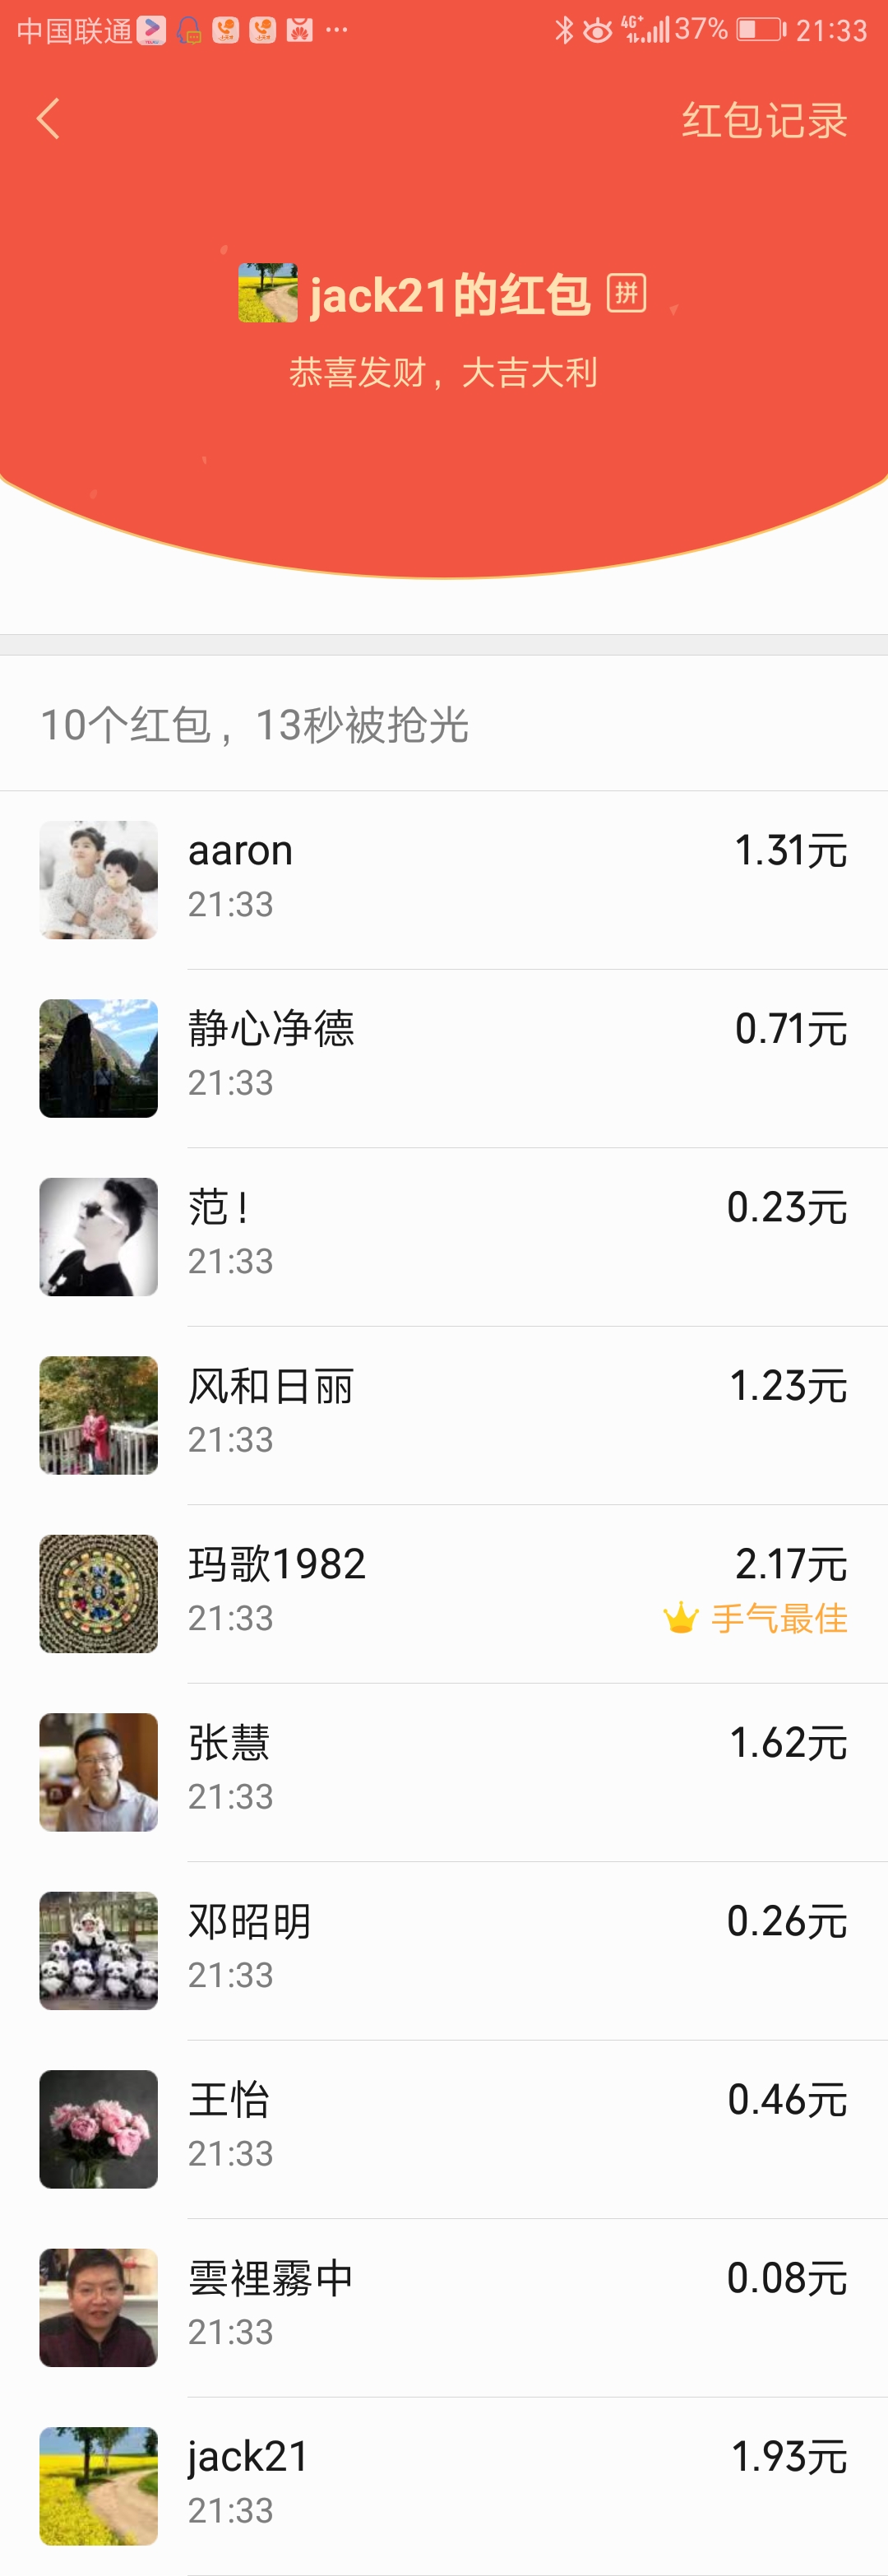 中国联通 ... 4G+ 37% 21:33
红包记录
jack21的红包 拼
恭喜发财，大吉大利
10个红包，13秒被抢光
aaron 1.31元
21:33
静心净德 0.71元
21:33
范！ 0.23元
21:33
风和日丽 1.23元
21:33
玛歌1982 2.17元
21:33 手气最佳
张慧 1.62元
21:33
邓昭明 0.26元
21:33
王怡 0.46元
21:33
雲裡霧中 0.08元
21:33
jack21 1.93元
21:33